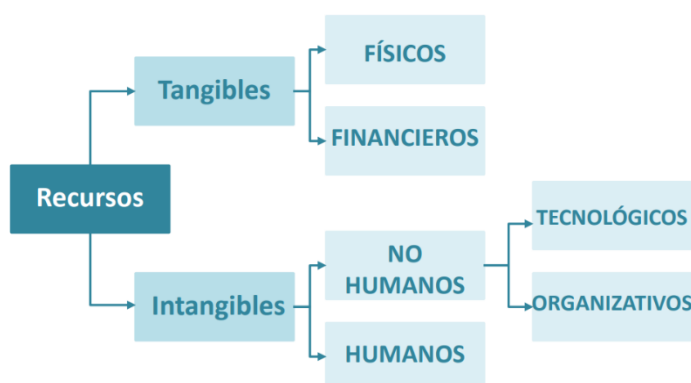 FÍSICOS
Tangibles
FINANCIEROS
Recursos
TECNOLÓGICOS
NO
HUMANOS
Intangibles
ORGANIZATIVOS
HUMANOS